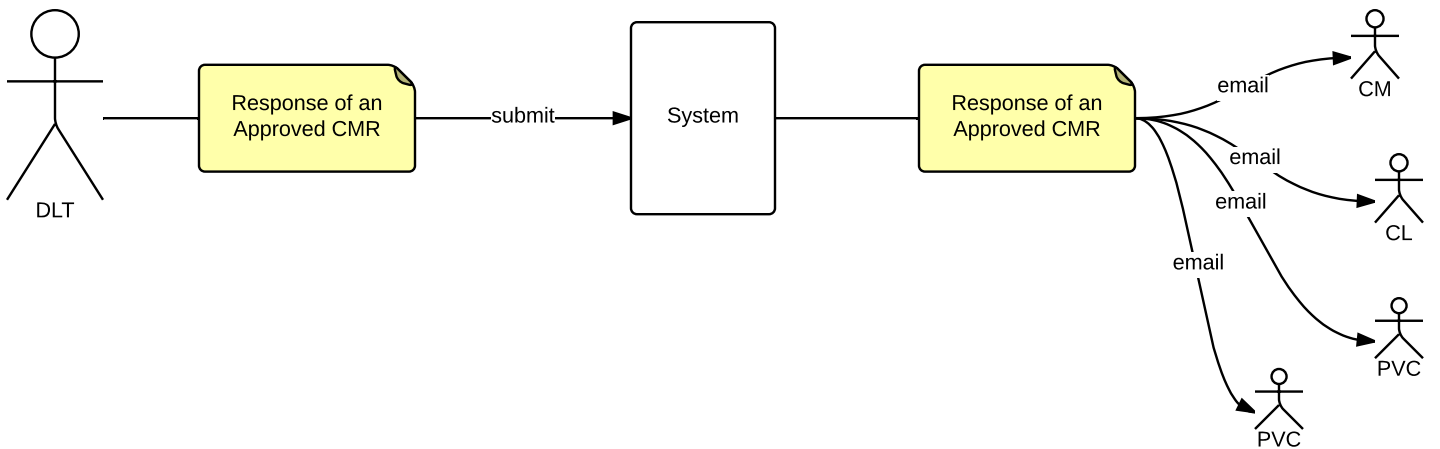 DLT
Response of an
Approved CMR
submit
System
Response of an
Approved CMR
email
CM
email
CL
email
PVC
email
PVC